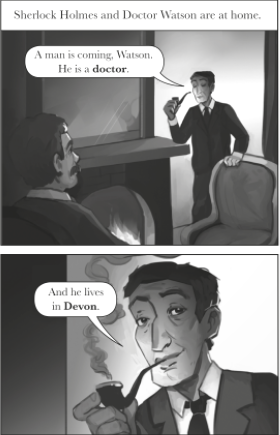 Sherlock Holmes and Doctor Watson are at home.
A man is coming, Watson.
He is a doctor.
And he lives
in Devon.